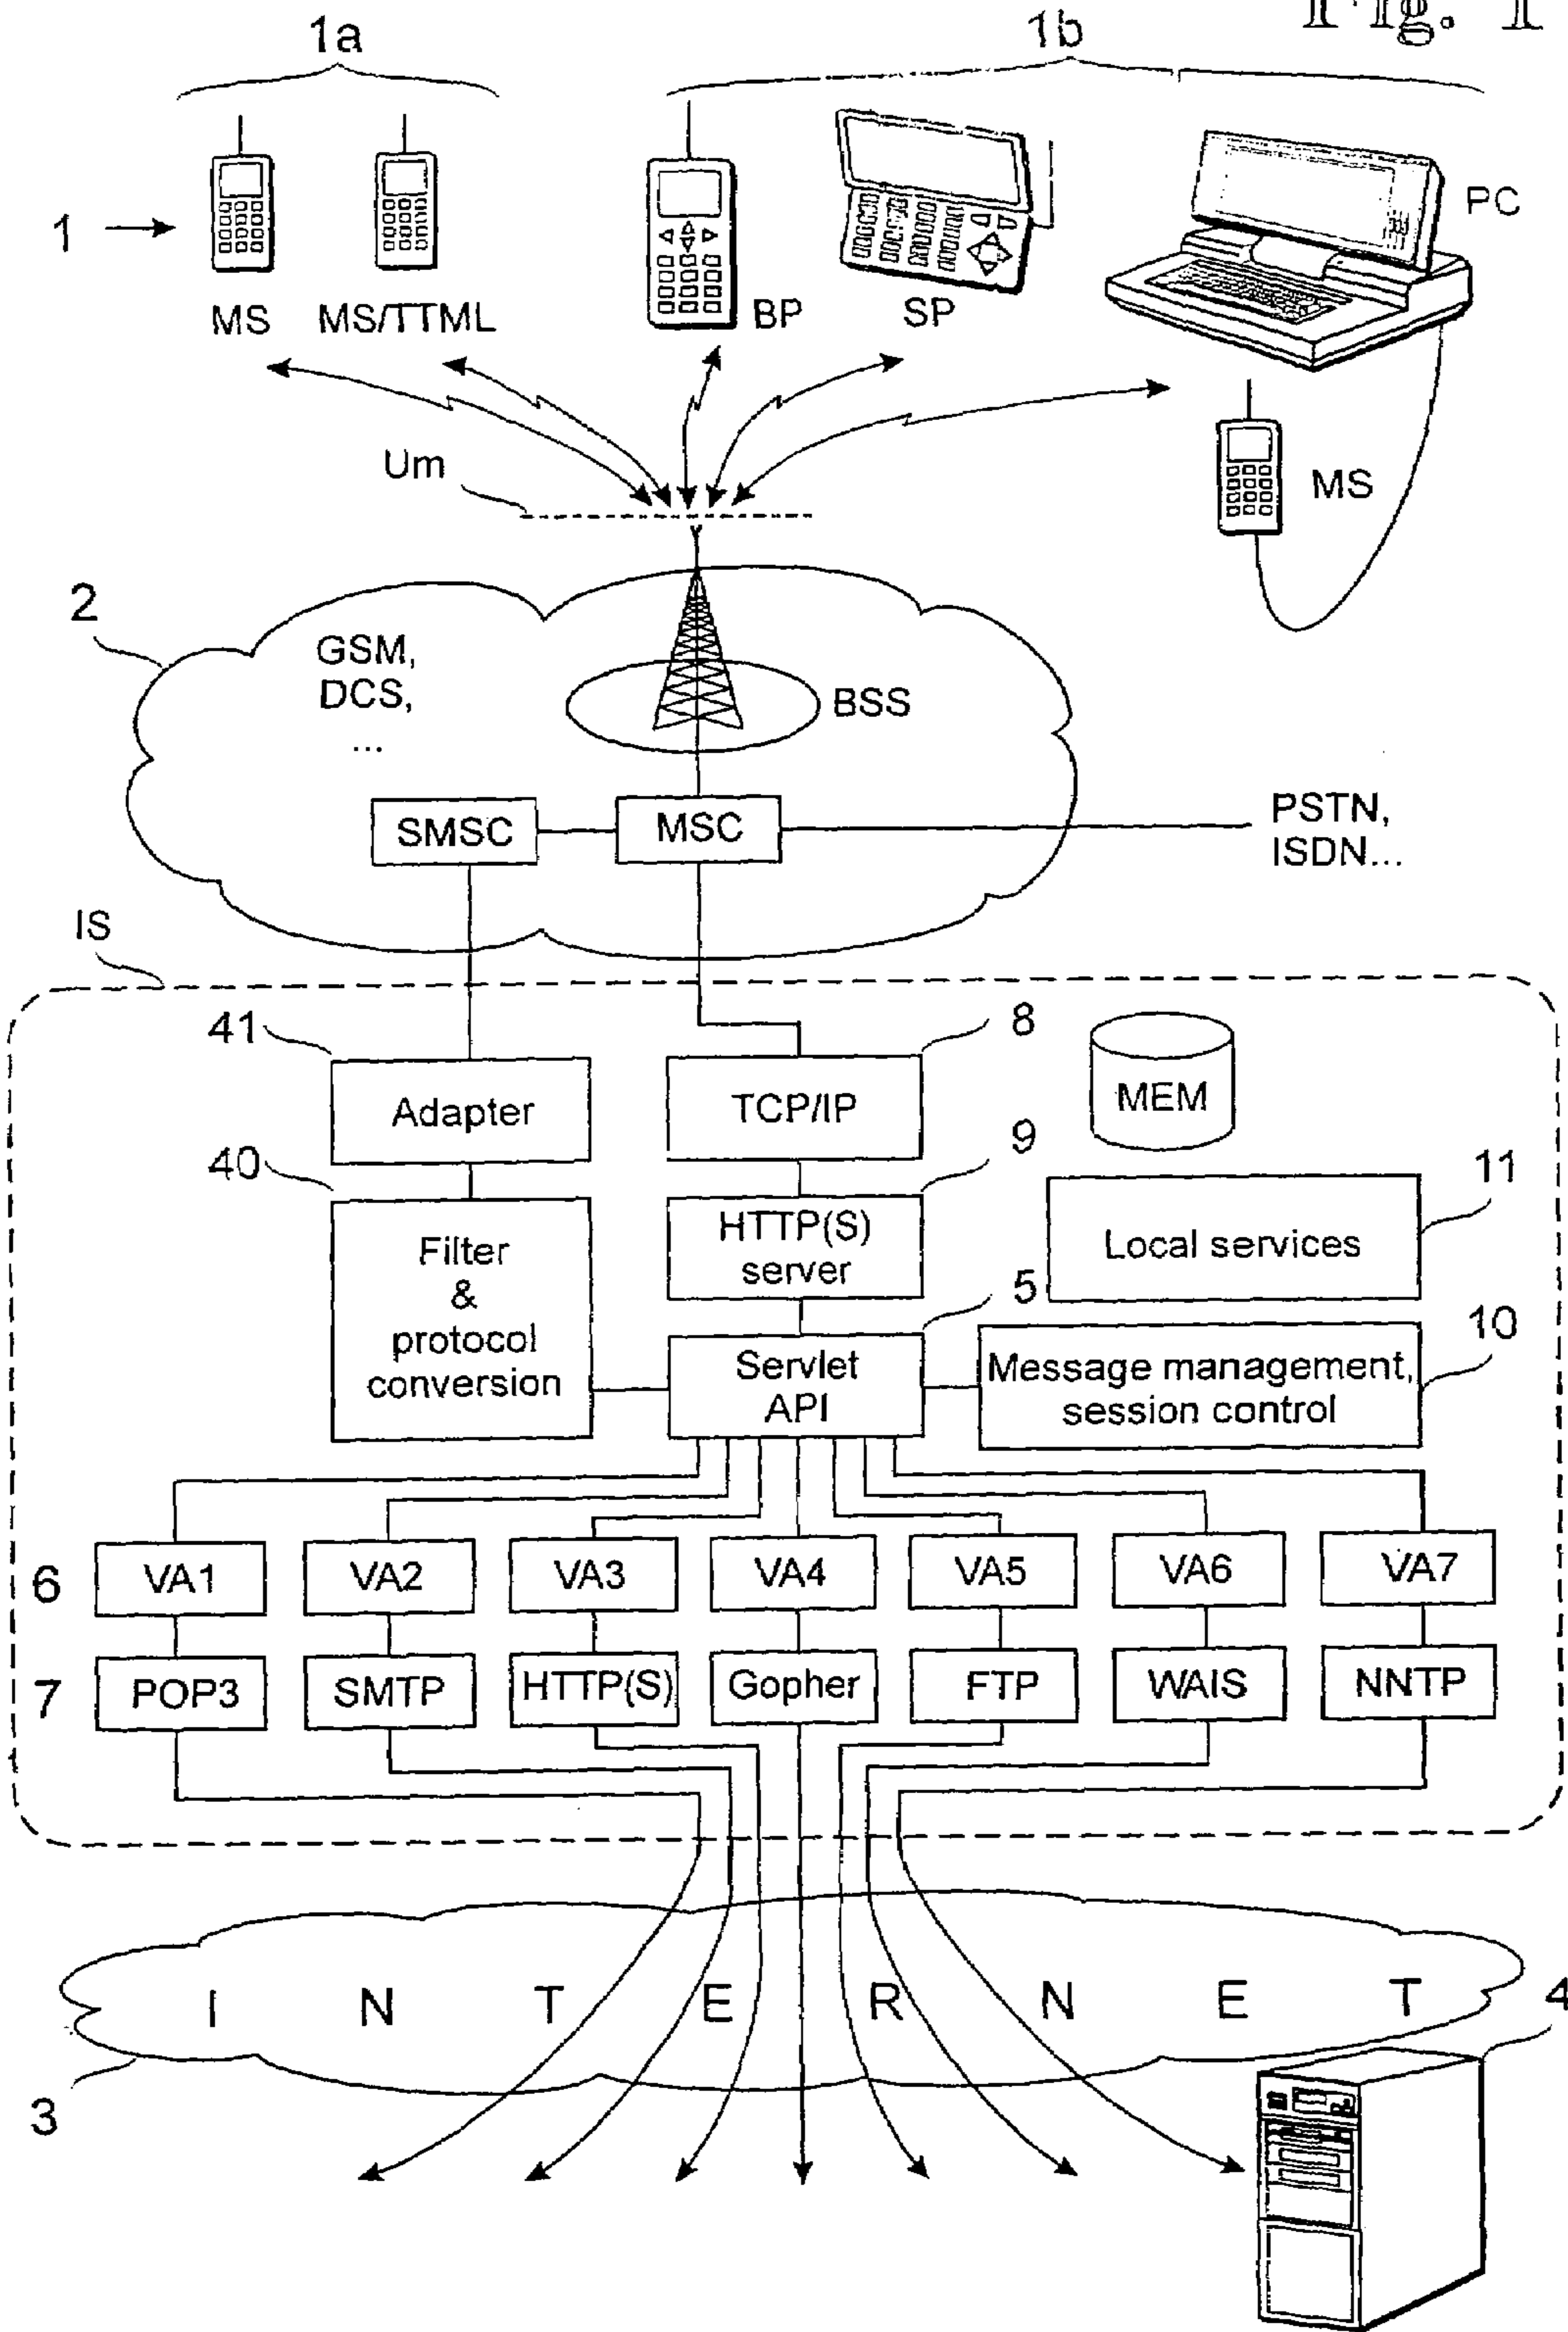 Fig. 1
1a
1b
1
MS
MS/TTML
BP
SP
PC
MS
Um
2
GSM,
DCS,
...
BSS
SMSC
MSC
PSTN,
ISDN...
IS
41
Adapter
8
TCP/IP
MEM
40
Filter
&
protocol
conversion
9
HTTP(S)
server
11
Local services
5
Servlet
API
10
Message management,
session control
6
VA1
VA2
VA3
VA4
VA5
VA6
VA7
7
POP3
SMTP
HTTP(S)
Gopher
FTP
WAIS
NNTP
INTERNET
3
4